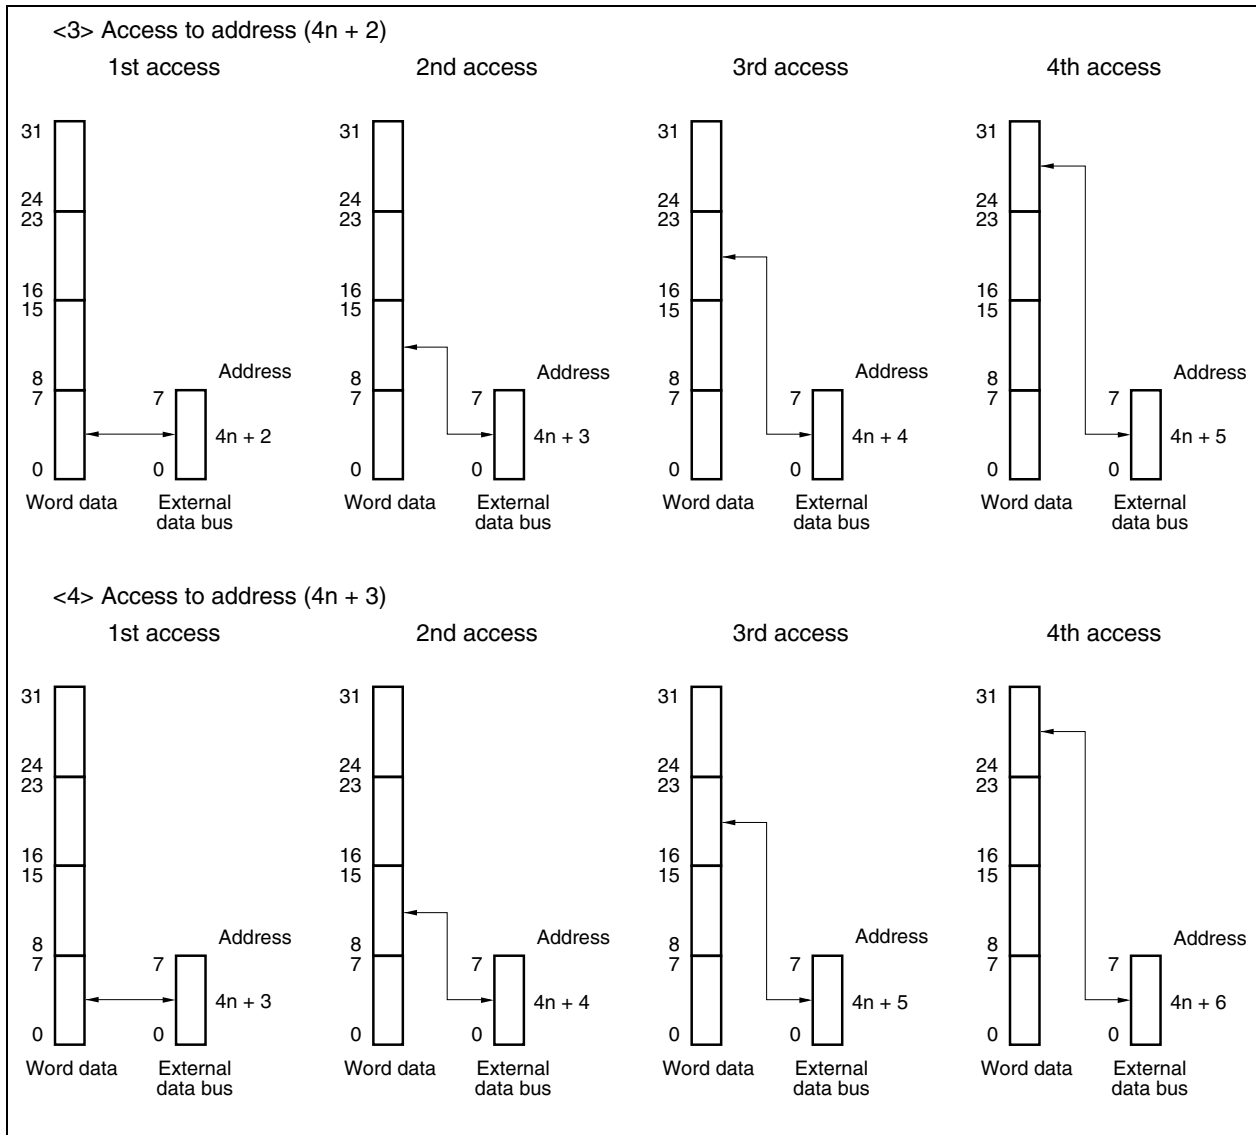 <3> Access to address (4n + 2)
1st access 2nd access 3rd access 4th access
31 31 31 31
24 24 24 24
23 23 23 23
16 16 16 16
15 15 15 15
Address Address Address Address
8 8 8 8
7 7 7 7 7 7 7 7
4n + 2 4n + 3 4n + 4 4n + 5
0 0 0 0 0 0 0 0
Word data External Word data External Word data External Word data External
data bus data bus data bus data bus
<4> Access to address (4n + 3)
1st access 2nd access 3rd access 4th access
31 31 31 31
24 24 24 24
23 23 23 23
16 16 16 16
15 15 15 15
Address Address Address Address
8 8 8 8
7 7 7 7 7 7 7 7
4n + 3 4n + 4 4n + 5 4n + 6
0 0 0 0 0 0 0 0
Word data External Word data External Word data External Word data External
data bus data bus data bus data bus